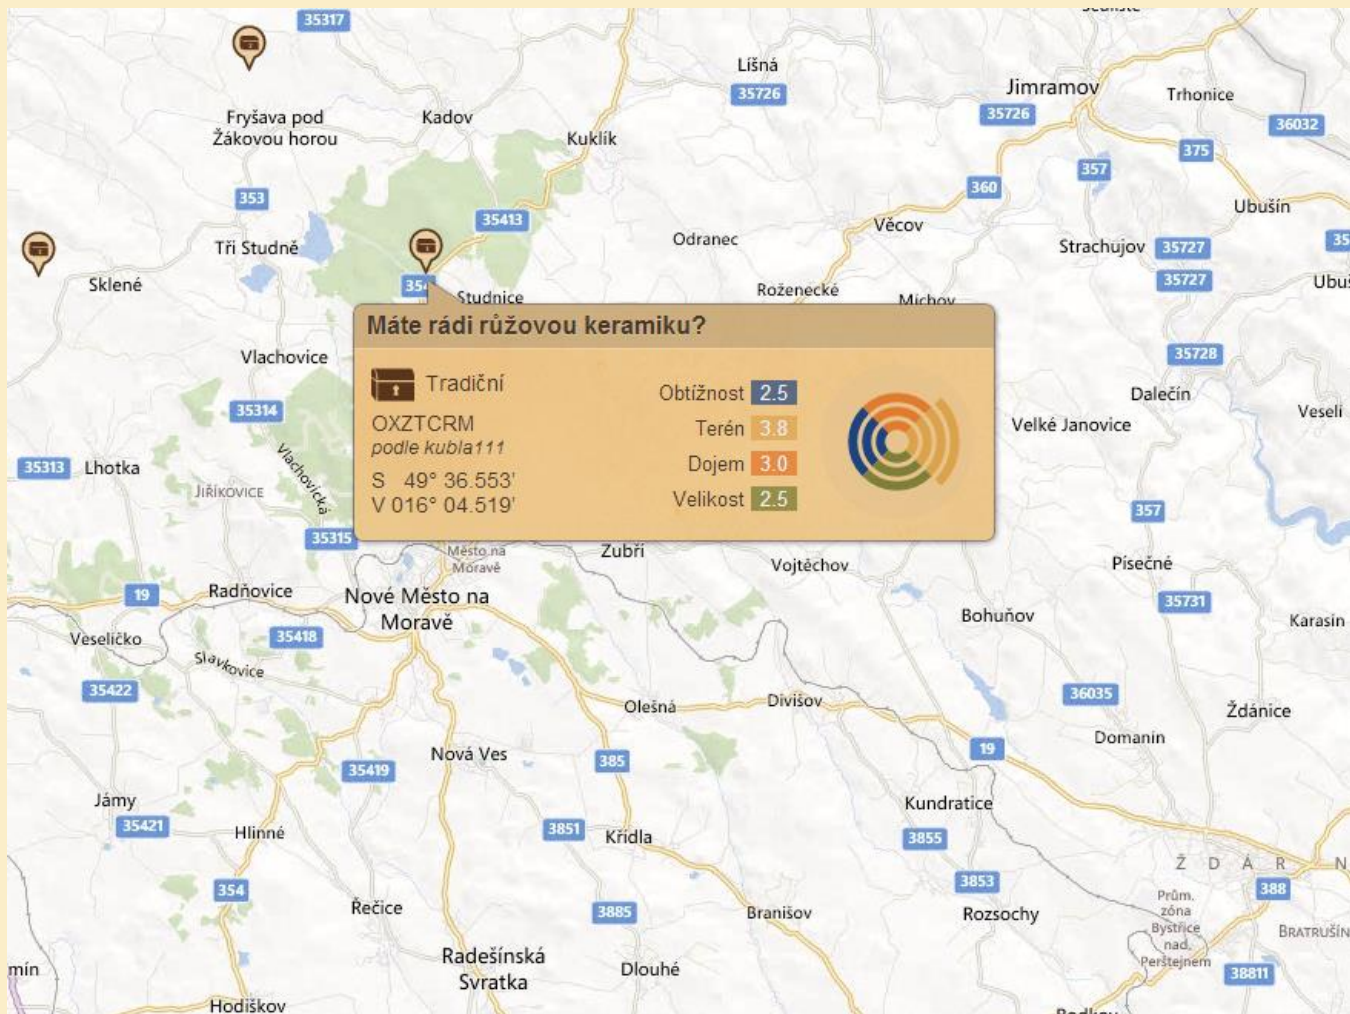 35317
Líšná
35726
Jimramov
35726
Trhonice
36032
Fryšava pod
Žákovou horou
Kadov
Kuklík
375
357
353
360
Ubušín
35413
Tři Studně
Odranec
Věcov
Strachujov
35727
35727
Sklené
354
Studnice
Roženecké
Michov
Máte rádi růžovou keramiku?
Vlachovice
35728
Tradiční
Obtížnost 2.5
Dalečín
35314
OXZTCRM
Terén 3.8
Velké Janovice
Veselí
podle kubla111
35313
Lhotka
Vlachovická
Dojem 3.0
S 49° 36.553'
JIŘÍKOVICE
Velikost 2.5
V 016° 04.519'
357
35315
Město na
Moravě
Zubří
Vojtěchov
Písečné
19
Radňovice
Nové Město na
Moravě
35731
Bohuňov
Karasín
Veselíčko
35418
Slavkovice
35422
36035
Olešná
Divišov
Ždánice
Nová Ves
385
19
Domanín
35419
Jámy
35421
Hlinné
3851
Křídla
Kundratice
3855
Ž D Á R N
354
3853
388
Řečice
3885
Branišov
Rozsochy
Prům.
zóna
Bystřice
nad.
Perštejnem
BRATRUŠÍN
Radešínská
Svratka
Dlouhé
38811
mín
Hodiškov